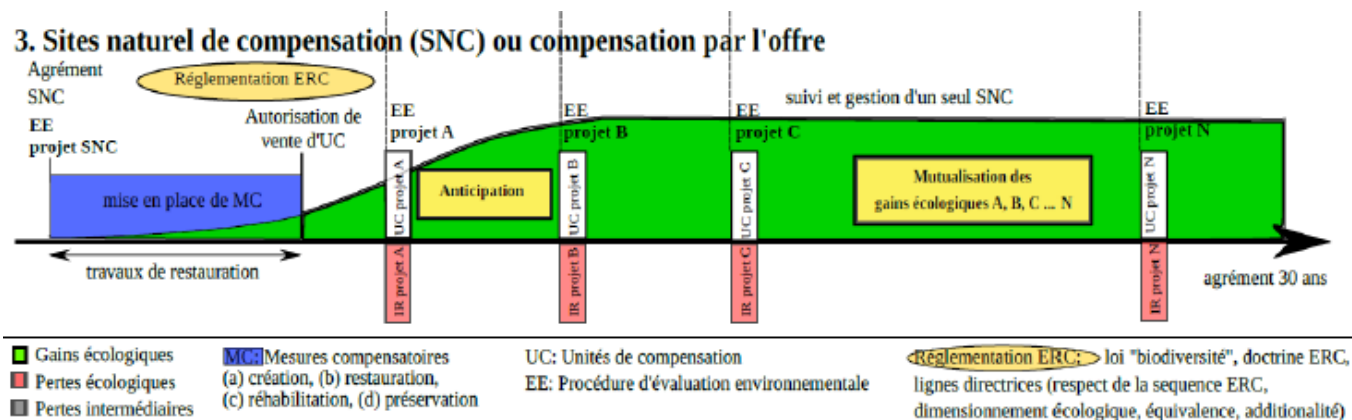 3. Sites naturel de compensation (SNC) ou compensation par l'offre
Agrément
SNC
EE
projet SNC
Réglementation ERC
Autorisation de
vente d'UC
EE
projet A
EE
projet B
EE
projet C
suivi et gestion d'un seul SNC
EE
projet N
mise en place de MC
UC projet A
Anticipation
UC projet B
UC projet C
Mutualisation des
gains écologiques A, B, C ... N
UC projet N
travaux de restauration
IR projet A
IR projet B
IR projet C
IR projet N
agrément 30 ans
Gains écologiques
Pertes écologiques
Pertes intermédiaires
MC: Mesures compensatoires
(a) création, (b) restauration,
(c) réhabilitation, (d) préservation
UC: Unités de compensation
EE: Procédure d'évaluation environnementale
Réglementation ERC: loi "biodiversité", doctrine ERC,
lignes directrices (respect de la sequence ERC,
dimensionnement écologique, équivalence, additionalité)